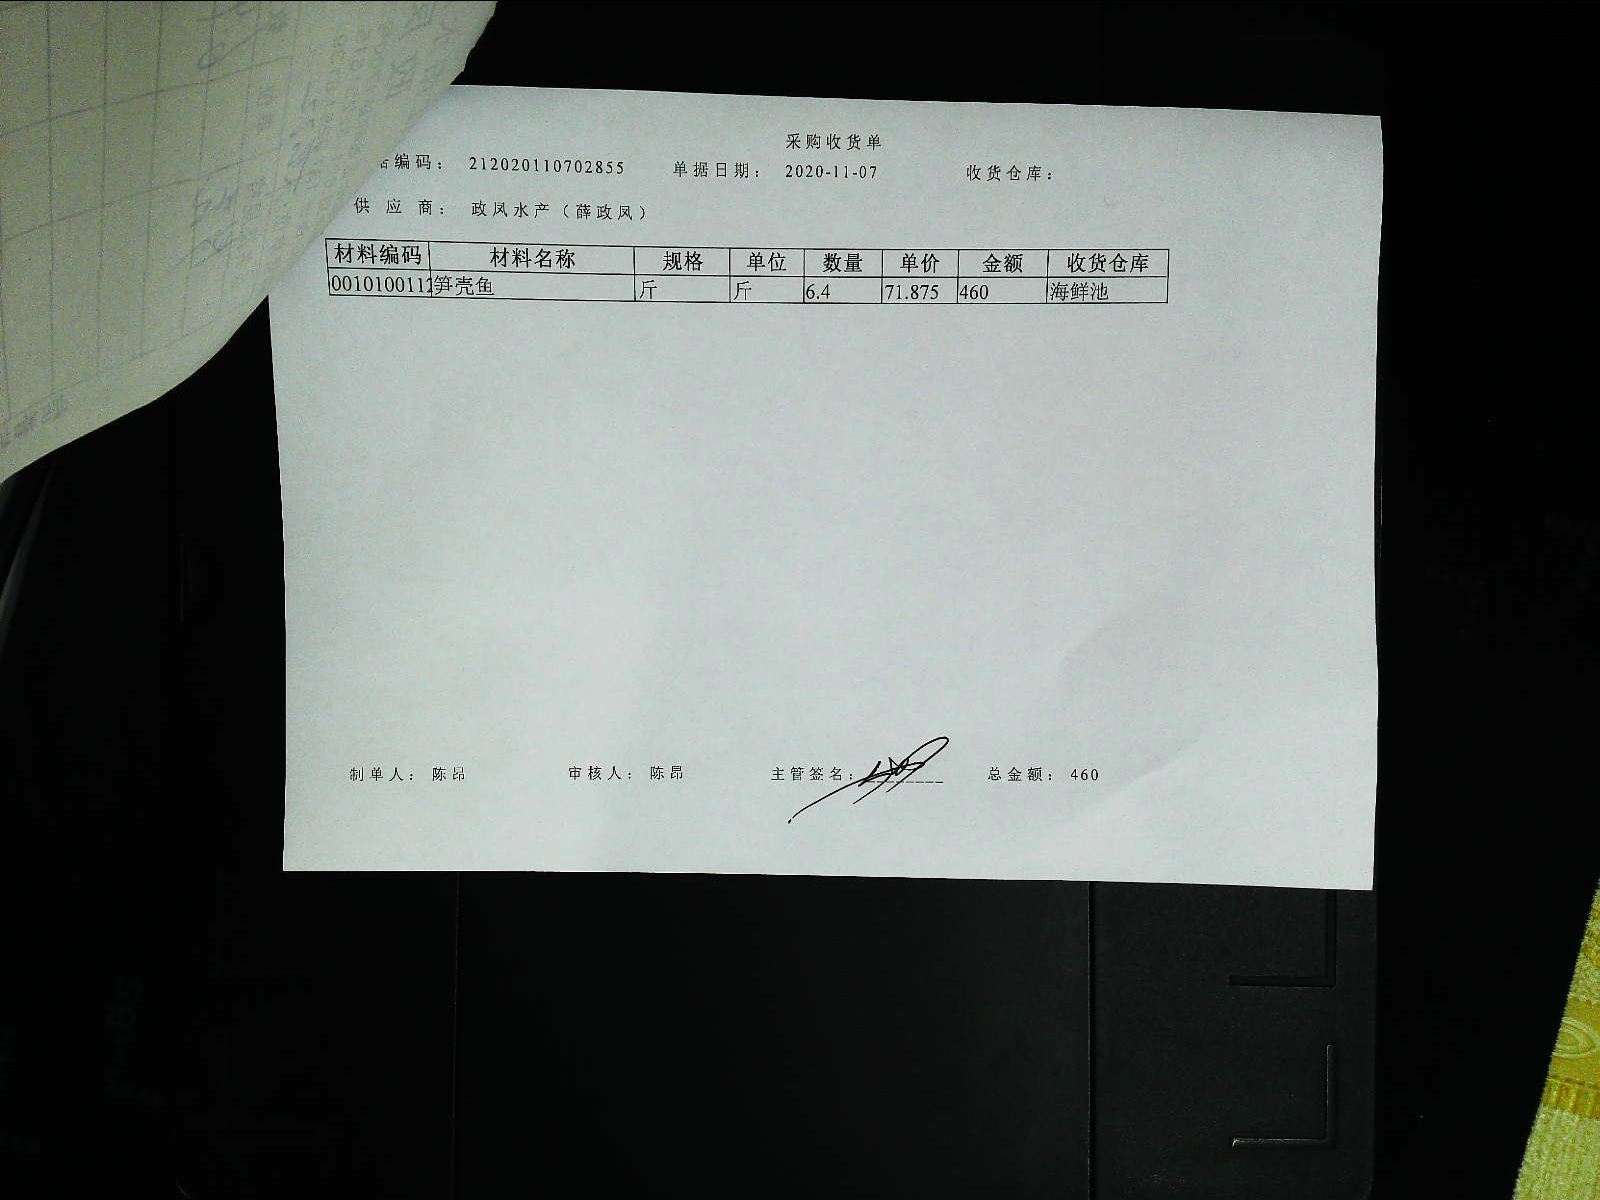 采购收货单
编码：212020110702855 单据日期：2020-11-07 收货仓库：
供应商：政凤水产（薛政凤）
材料编码 材料名称 规格 单位 数量 单价 金额 收货仓库
001010011 笋壳鱼 斤 斤 6.4 71.875 460 海鲜池
制单人：陈昂 审核人：陈昂 主管签名： 总金额：460